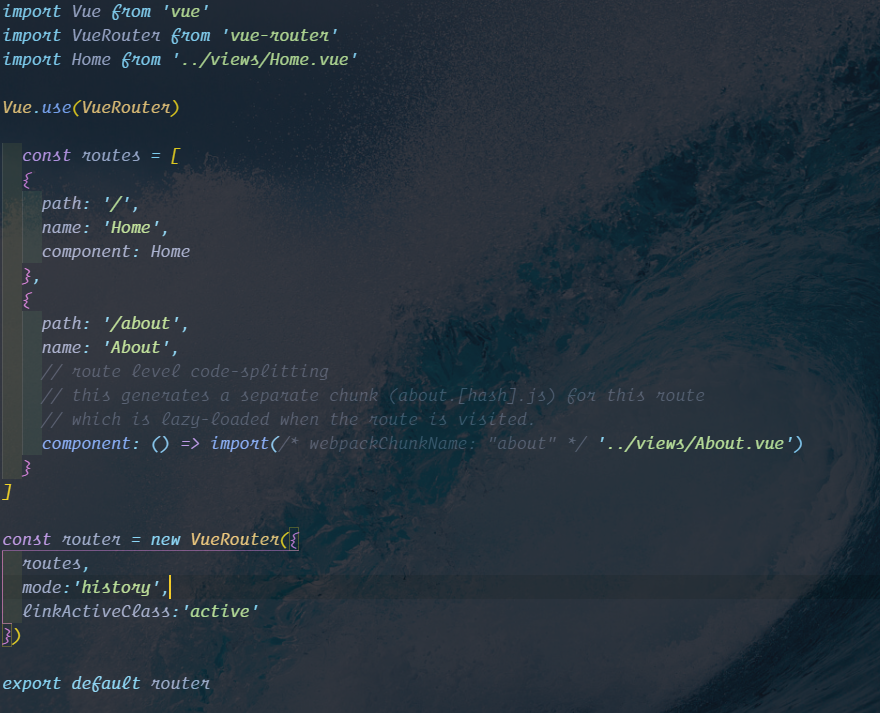 import Vue from 'vue'
import VueRouter from 'vue-router'
import Home from '../views/Home.vue'
Vue.use(VueRouter)
const routes = [
{
path: '/',
name: 'Home',
component: Home
},
{
path: '/about',
name: 'About',
// route level code-splitting
// this generates a separate chunk (about.[hash].js) for this route
// which is lazy-loaded when the route is visited.
component: () => import(/* webpackChunkName: "about" */ '../views/About.vue')
}
]
const router = new VueRouter({
routes,
mode:'history',
linkActiveClass:'active'
})
export default router